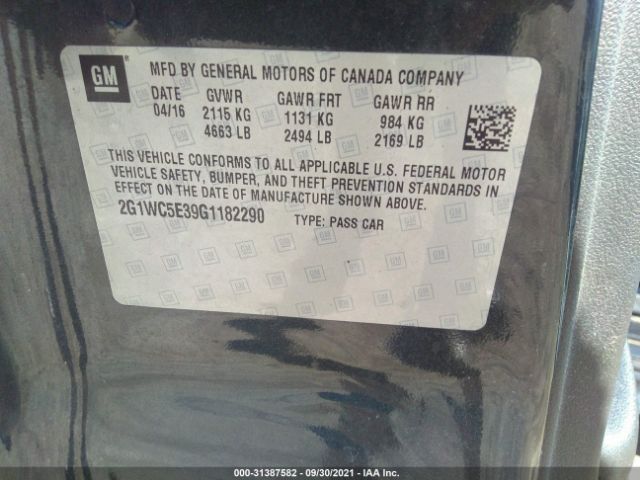 GM
MFD BY GENERAL MOTORS OF CANADA COMPANY
DATE GVWR GAWR FRT GAWR RR
04/16 2115 KG 1131 KG 984 KG
4663 LB 2494 LB 2169 LB
THIS VEHICLE CONFORMS TO ALL APPLICABLE U.S. FEDERAL MOTOR
VEHICLE SAFETY, BUMPER, AND THEFT PREVENTION STANDARDS IN
EFFECT ON THE DATE OF MANUFACTURE SHOWN ABOVE.
2G1WC5E39G1182290 TYPE: PASS CAR
000-31387582 - 09/30/2021 - IAA Inc.